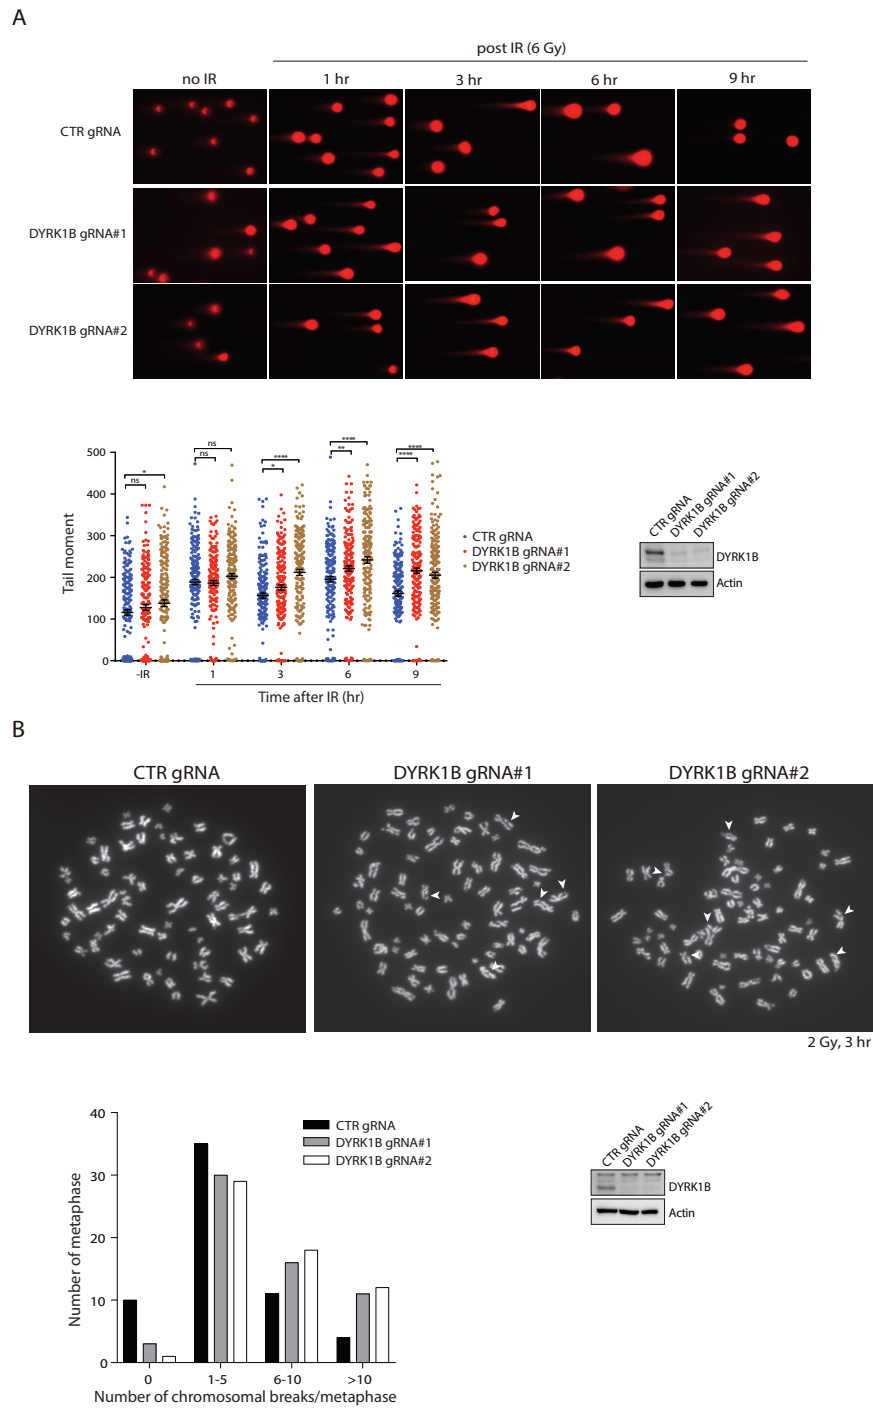 A
post IR (6 Gy)
no IR
1 hr
3 hr
6 hr
9 hr
CTR gRNA
DYRK1B gRNA#1
DYRK1B gRNA#2
Tail moment
500
400
300
200
100
0
ns
*
ns
ns
*
****
**
****
****
****
-IR
1
3
6
9
Time after IR (hr)
CTR gRNA
DYRK1B gRNA#1
DYRK1B gRNA#2
CTR gRNA
DYRK1B gRNA#1
DYRK1B gRNA#2
DYRK1B
Actin
B
CTR gRNA
DYRK1B gRNA#1
DYRK1B gRNA#2
2 Gy, 3 hr
Number of metaphase
40
30
20
10
0
0
1-5
6-10
>10
Number of chromosomal breaks/metaphase
CTR gRNA
DYRK1B gRNA#1
DYRK1B gRNA#2
CTR gRNA
DYRK1B gRNA#1
DYRK1B gRNA#2
DYRK1B
Actin